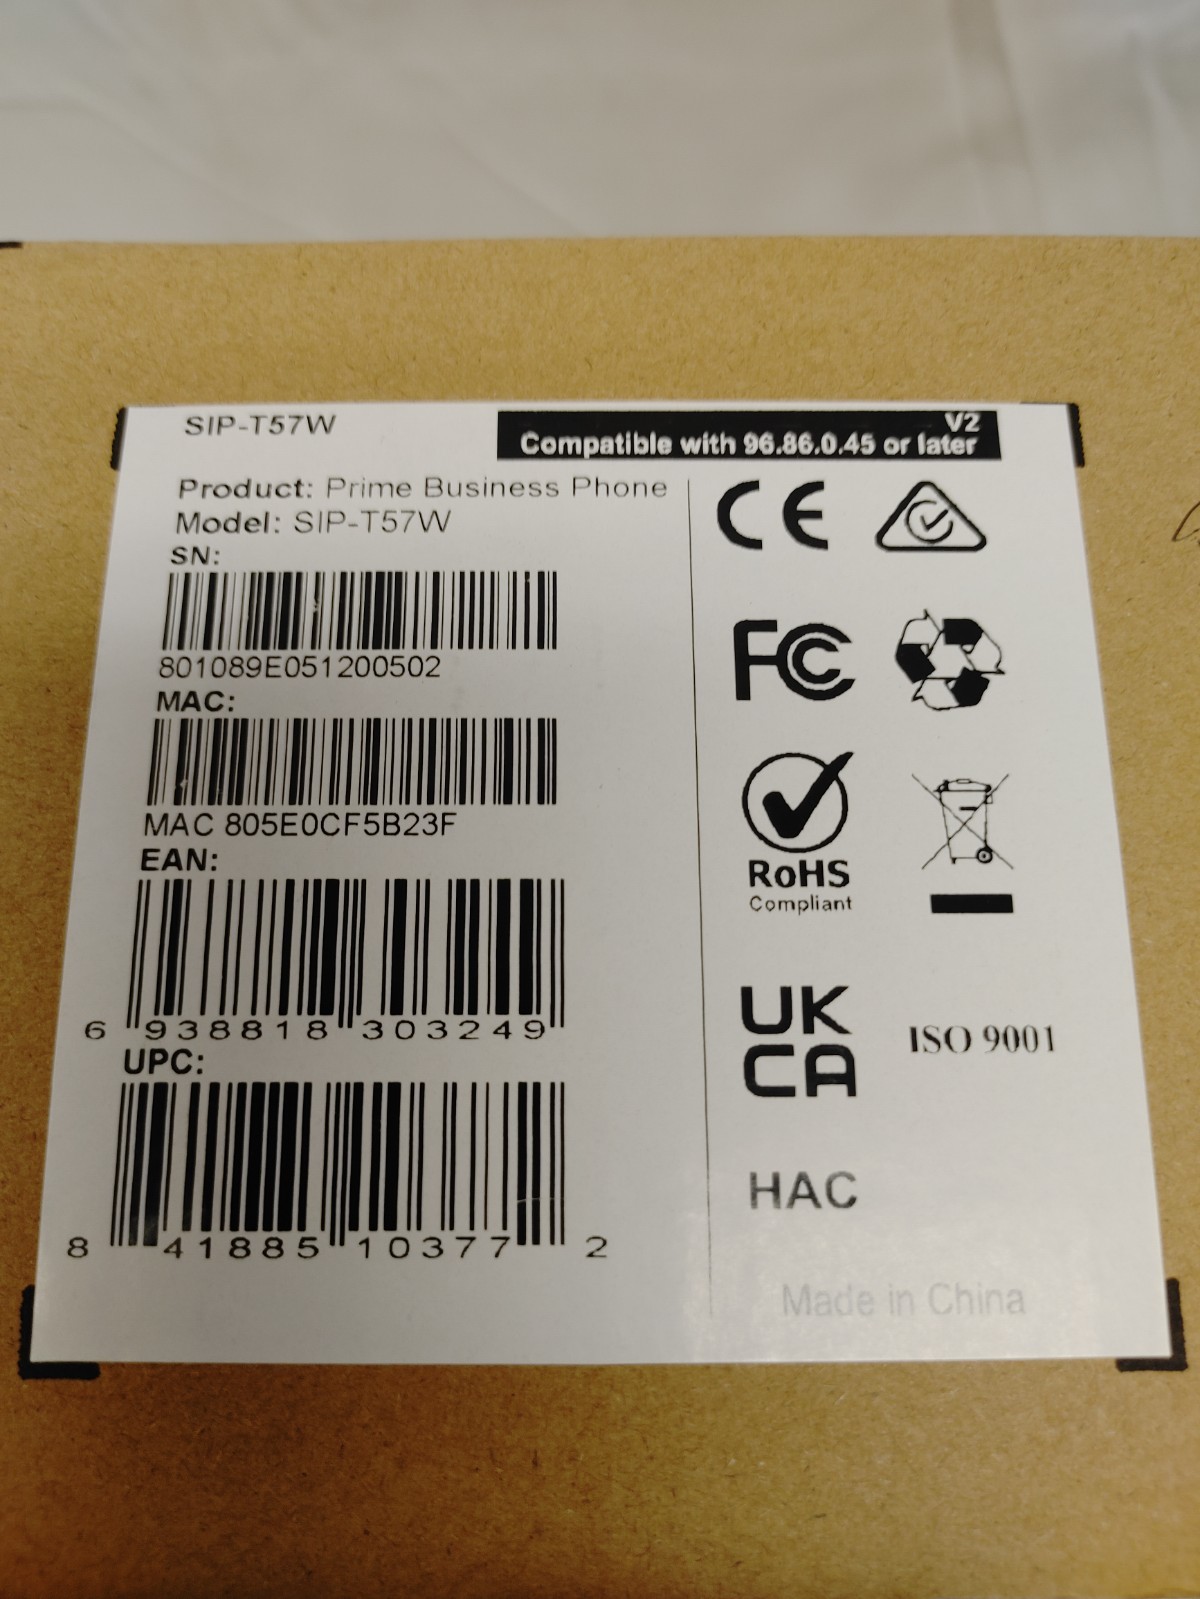 SIP-T57W
V2
Compatible with 96.86.0.45 or later
Product: Prime Business Phone
Model: SIP-T57W
SN:
801089E051200502
MAC:
MAC 805E0CF5B23F
EAN:
6 938818 303249
UPC:
8 41885 10377 2
CE
FC
RoHS
Compliant
UK
CA
ISO 9001
HAC
Made in China